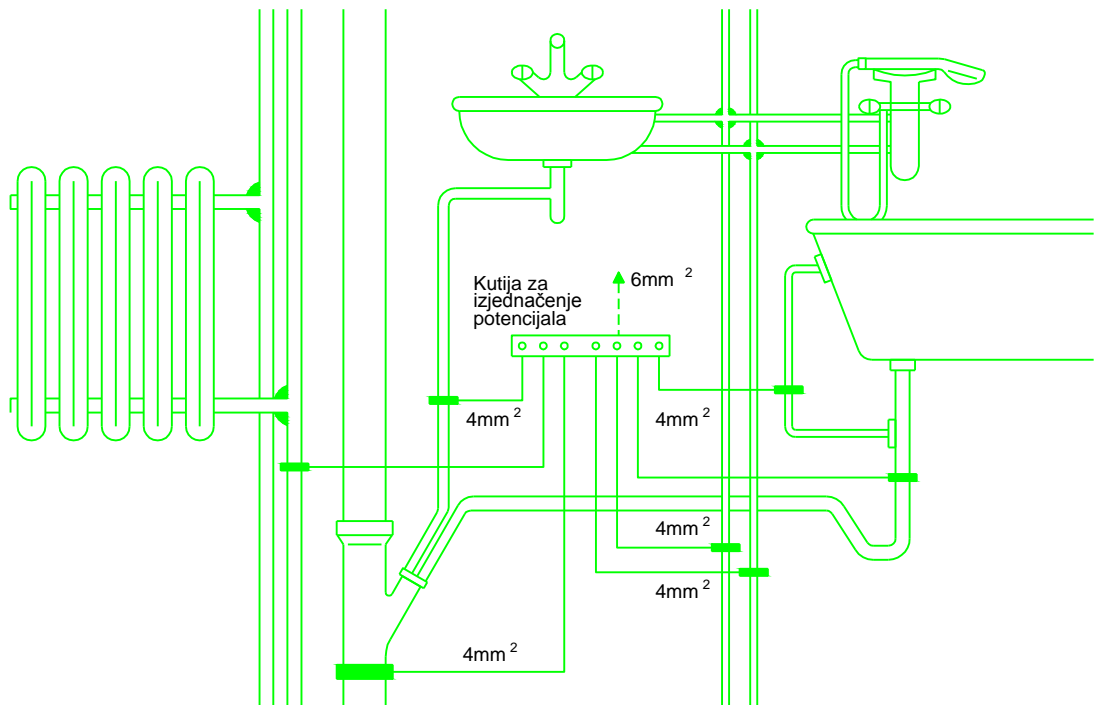 Kutija za
izjednačenje
potencijala
6mm ²
4mm ²
4mm ²
4mm ²
4mm ²
4mm ²